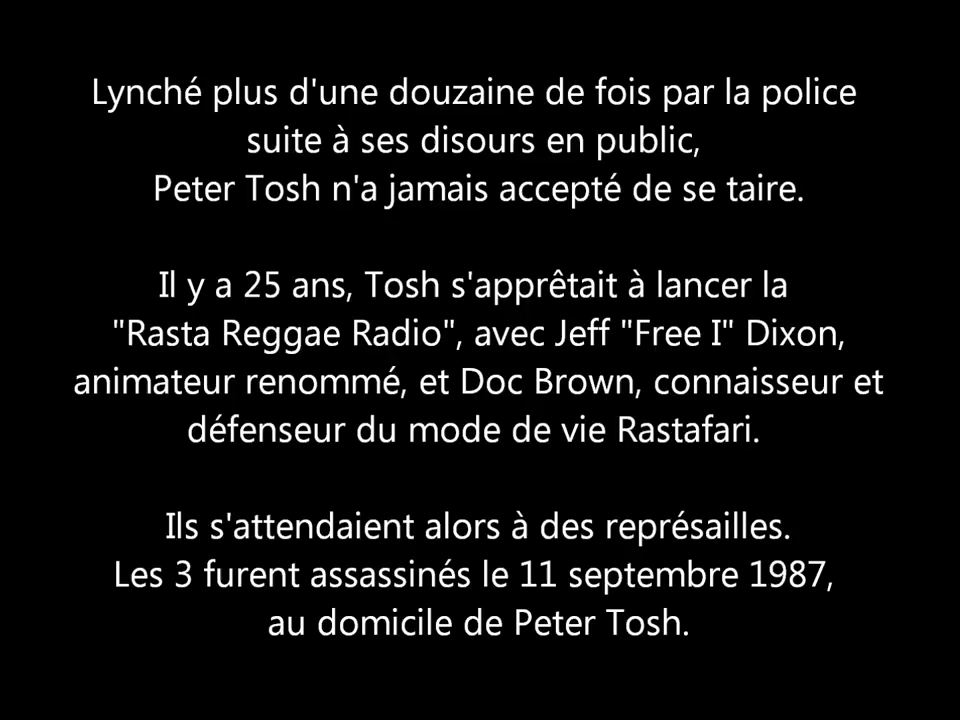 Lynché plus d'une douzaine de fois par la police
suite à ses disours en public,
Peter Tosh n'a jamais accepté de se taire.
Il y a 25 ans, Tosh s'apprêtait à lancer la
"Rasta Reggae Radio", avec Jeff "Free I" Dixon,
animateur renommé, et Doc Brown, connaisseur et
défenseur du mode de vie Rastafari.
Ils s'attendaient alors à des représailles.
Les 3 furent assassinés le 11 septembre 1987,
au domicile de Peter Tosh.